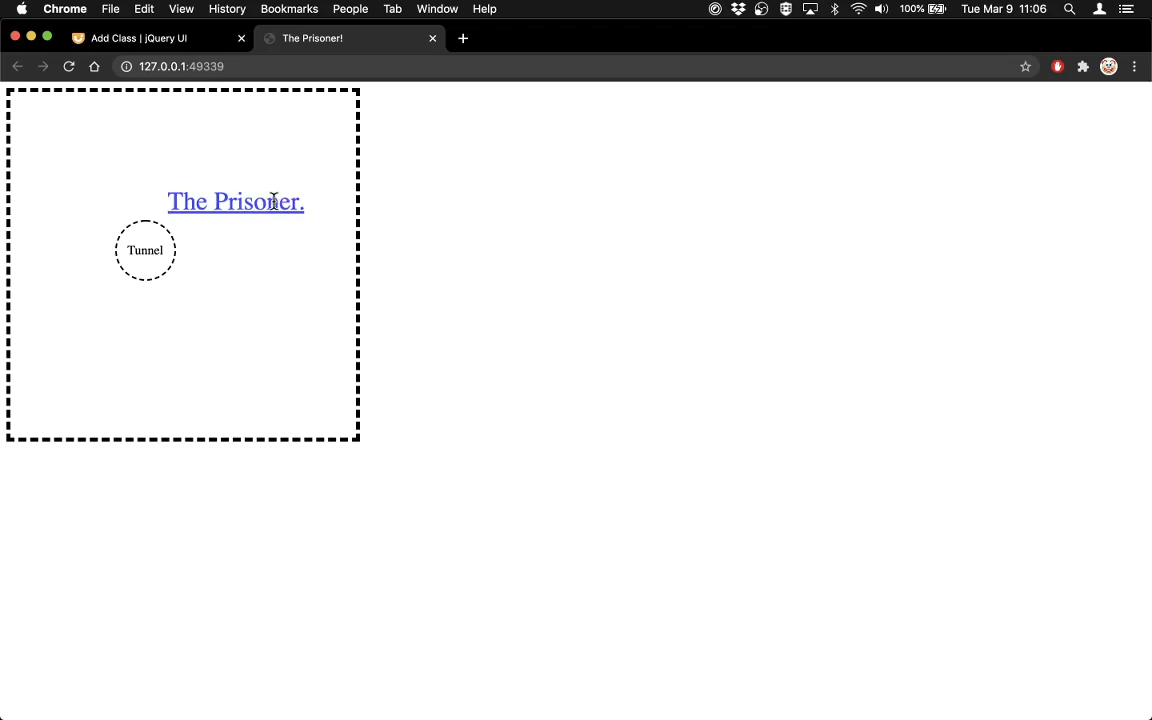 Chrome File Edit View History Bookmarks People Tab Window Help 100% Tue Mar 9 11:06
Add Class | jQuery UI The Prisoner!
127.0.0.1:49339
The Prisoner.
Tunnel